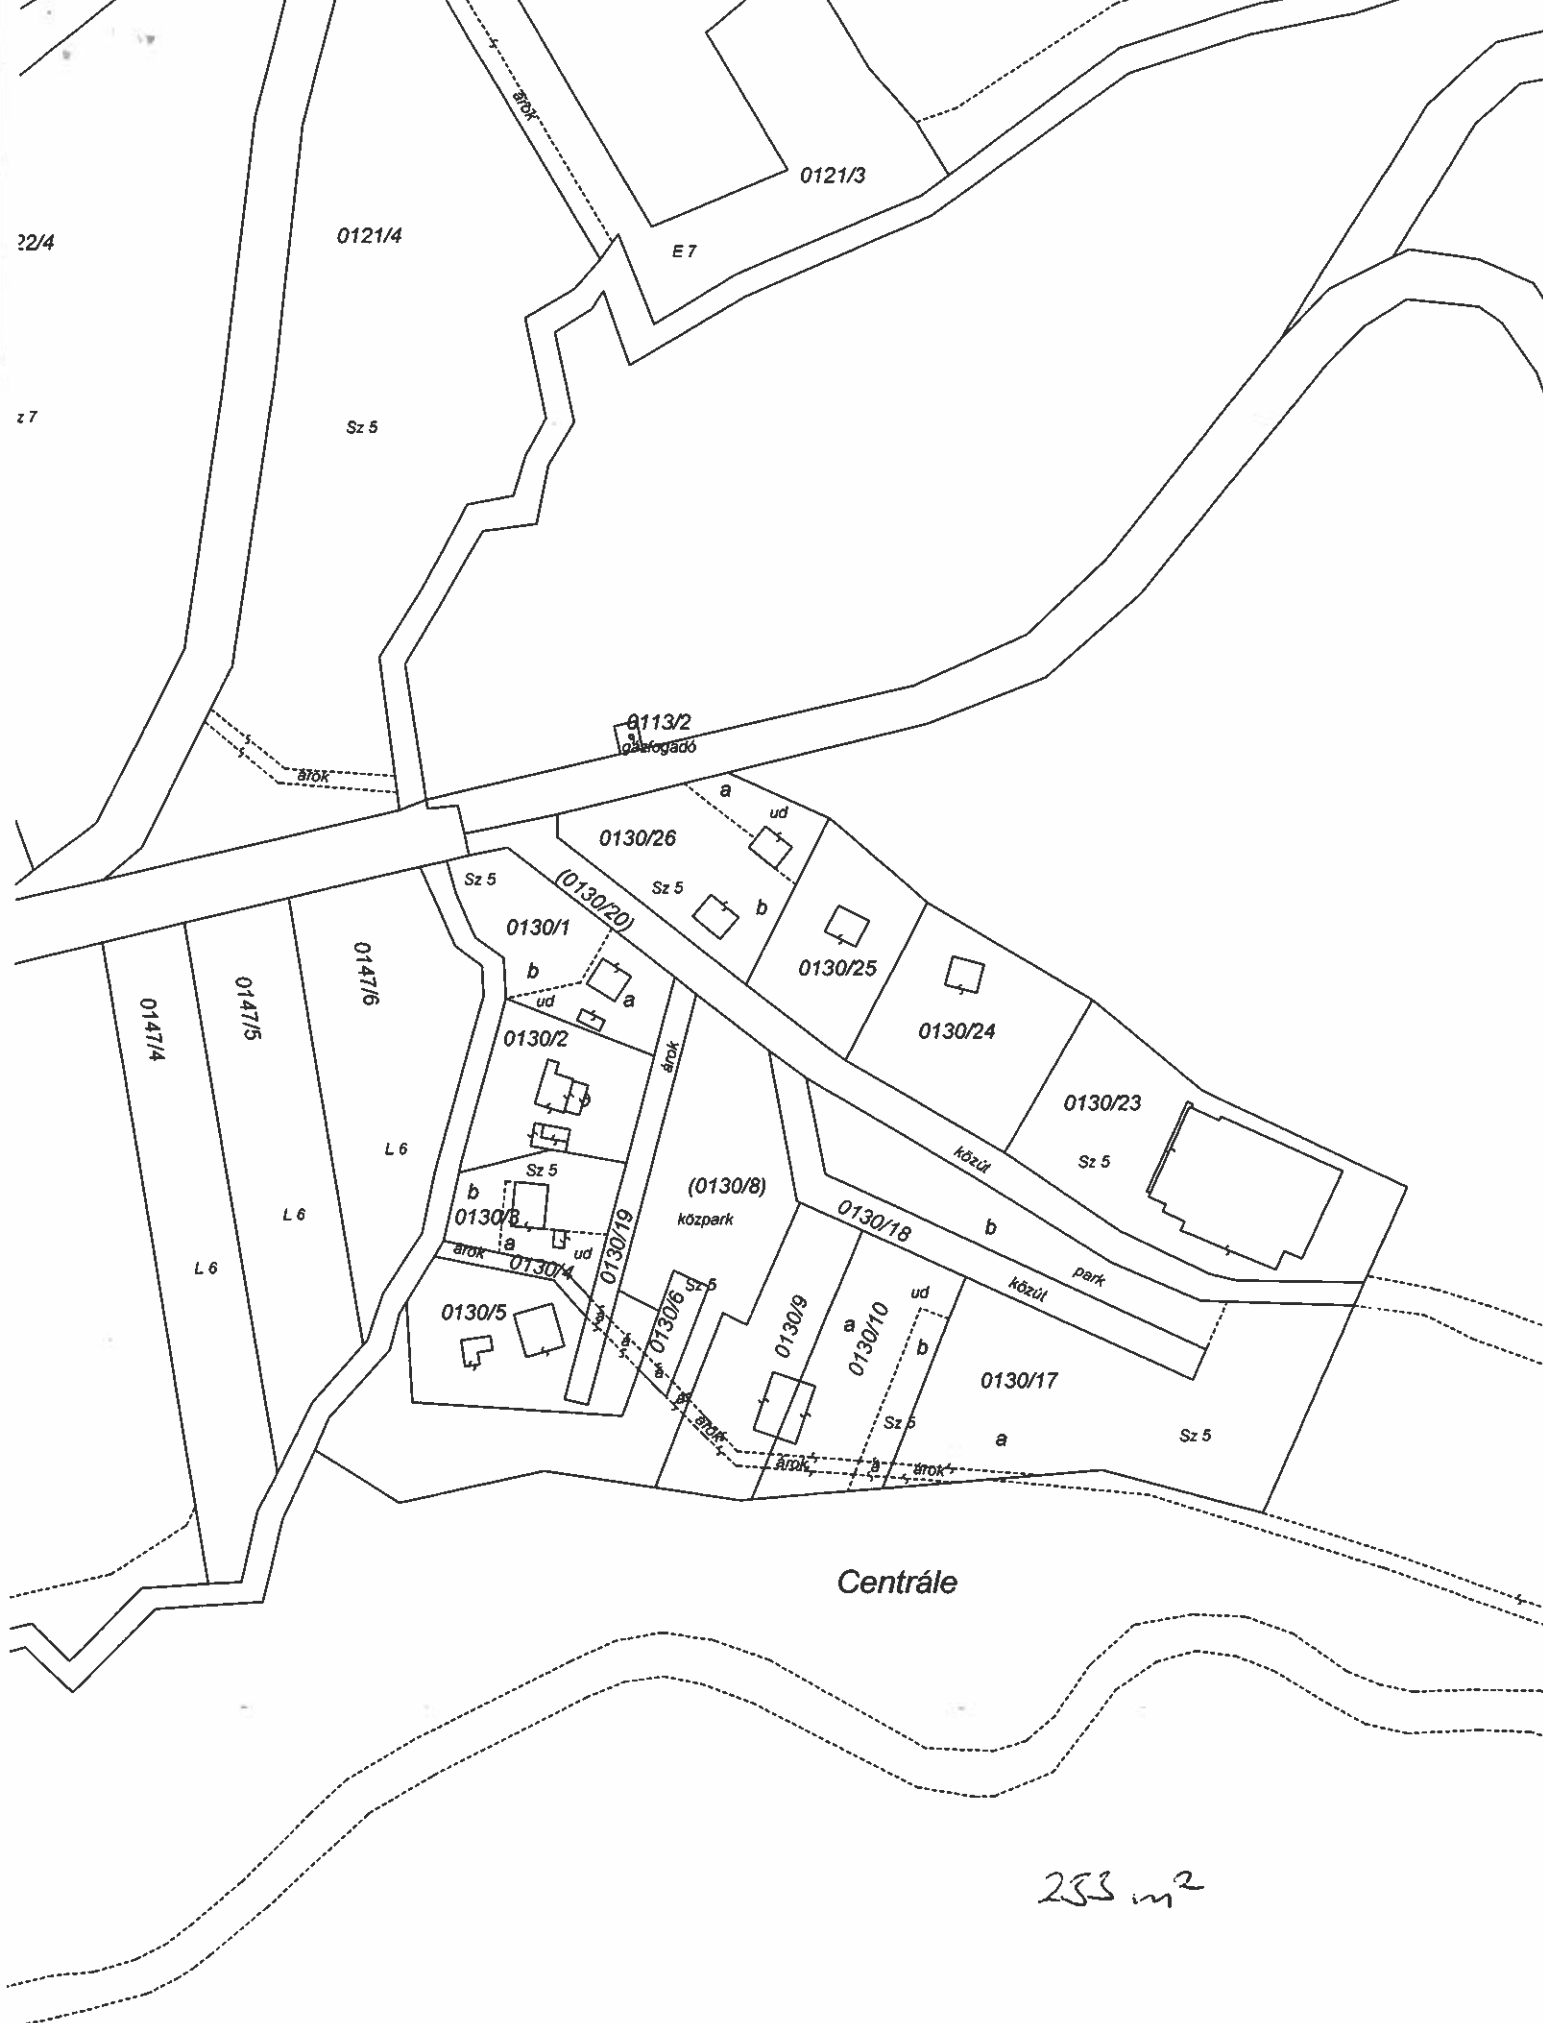 árok
0121/3
22/4
0121/4
E 7
z 7
Sz 5
0113/2
gázfogadó
árok
a
ud
0130/26
Sz 5
Sz 5
(0130/20)
b
0130/1
0130/25
0147/6
b
ud
a
0147/5
0147/4
0130/24
0130/2
árok
0130/23
L 6
közút
Sz 5
Sz 5
(0130/8)
b
0130/3
központi park
0130/18
b
L 6
0130/19
árok
a
ud
0130/4
park
L 6
Sz 5
közút
ud
0130/5
0130/6
0130/9
a
0130/10
b
á
á
á
á
0130/17
Sz 5
árok
a
Sz 5
árok
á
árok
Centrále
233 m²